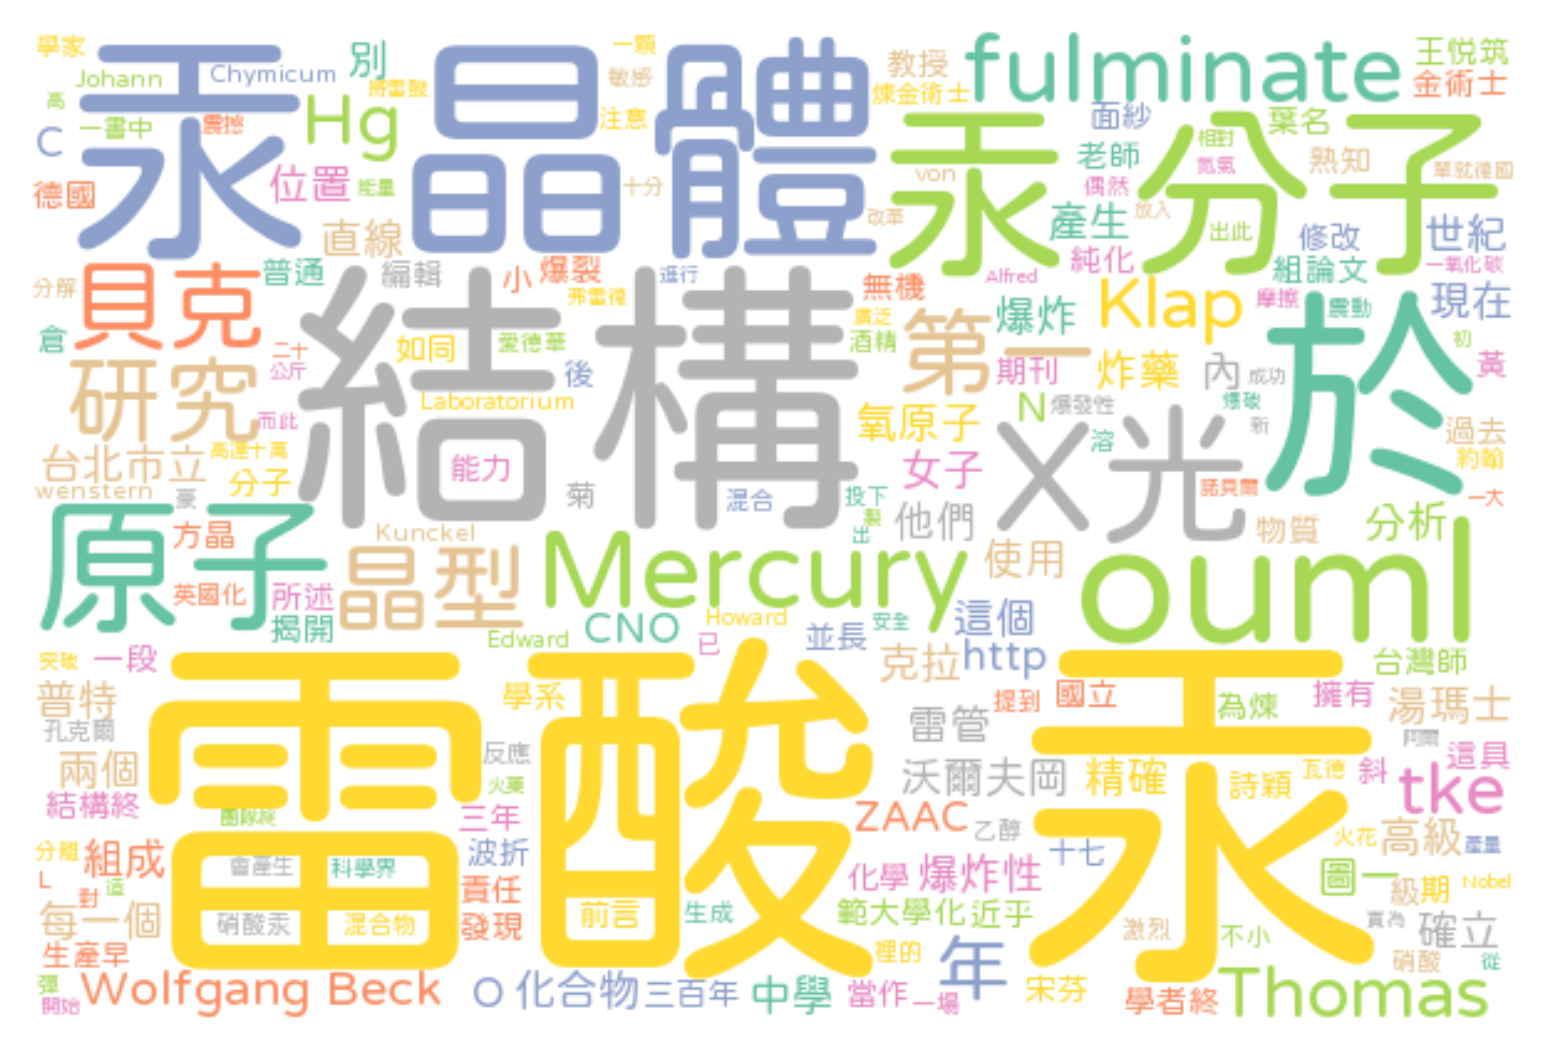 學家
Johann
Chymicum
別
將雷酸
汞
晶體
一顆
敏感
注意
教授
煉金術士
fulminate
王悦筑
金術士
高
C
一書中
震撼
Hg
面紗
老師
相對
葉名
氮氣
熟知
單就德國
德國
位置
能量
十分
von
偶然
汞分子
產生
放入
改革
出此
修改
世紀
直線
純化
組論文
一氧化碳
分解
貝克
普通
編輯
小
爆裂
弗雷德
進行
無機
Alfred
摩擦
震動
現在
倉
二十
公斤
如同
愛德華
後
廣泛
酒精
第一
爆炸
Klap
於
初
黃
研究
結構
期刊
炸藥
內
成功
Laboratorium
而此
氧原子
N
爆發性
爆破
新
過去
約翰
台北市立
高達十萬
wenstern
豪
分子
能力
菊
混合
投下
製
出
女子
他們
X光
溶
諾貝爾
一大
原子
方晶
Kunckel
使用
物質
分析
英國化
所述
揭開
晶型
Mercury
ouml
Edward
CNO
Howard
已
並長
安全
這個
突破
一段
克拉
http
台灣師
普特
孔克爾
學系
提到
國立
為煉
擁有
湯瑪士
雷酸汞
兩個
反應
雷管
阿爾
這具
結構終
火藥
沃爾夫岡
精確
詩穎
瓦德
斜
tke
團隊終
三年
ZAAC
乙醇
火花
高級
產量
分離
組成
會產生
科學界
波折
十七
L
對
造
責任
化學
爆炸性
圖一
級期
Nobel
每一個
硝酸汞
混合物
發現
前言
生成
範大學化
近乎
激烈
不小
真為
確立
生產早
裡的
年
硝酸
從
彈
開始
Wolfgang Beck
O
化合物
三百年
中學
當作
一場
宋芬
學者終
Thomas